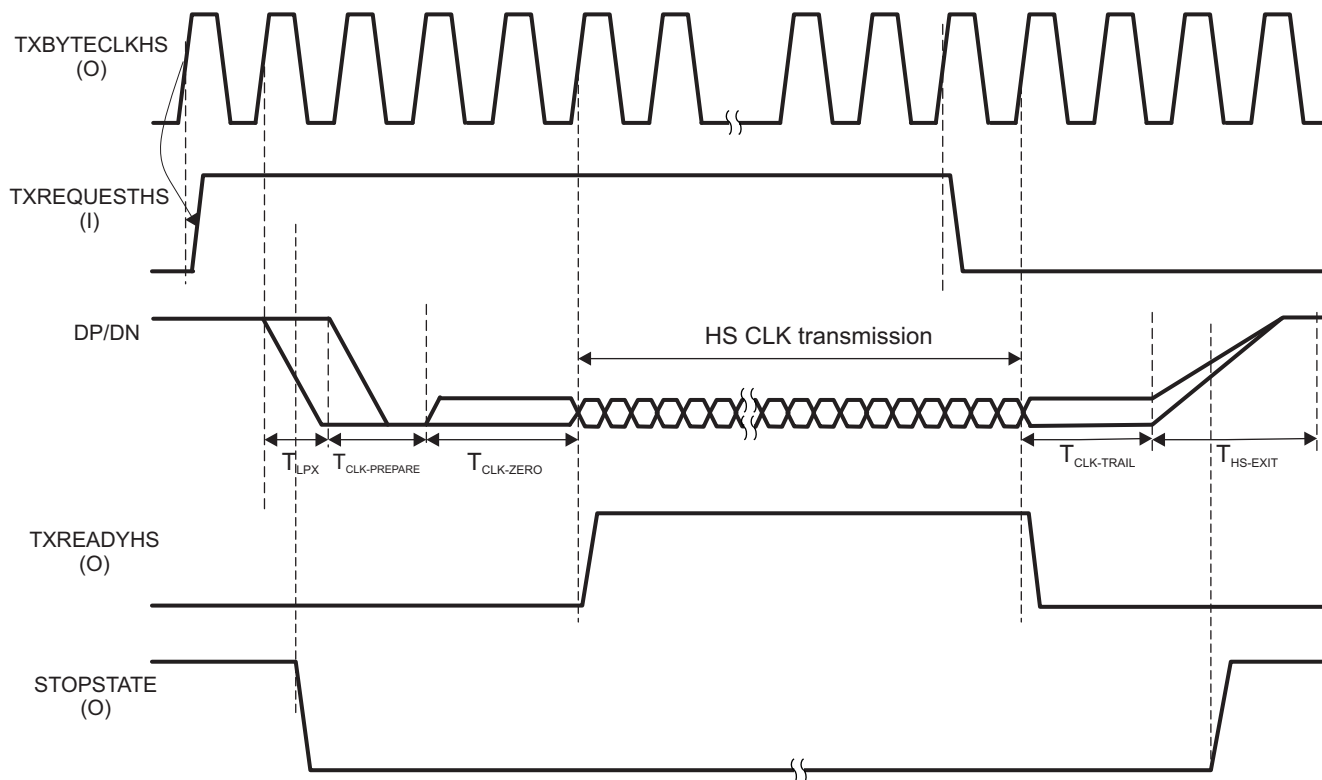 TXBYTECLKHS
(O)
TXREQUESTHS
(I)
DP/DN
HS CLK transmission
TLPX
TCLK-PREPARE
TCLK-ZERO
TCLK-TRAIL
THS-EXIT
TXREADYHS
(O)
STOPSTATE
(O)